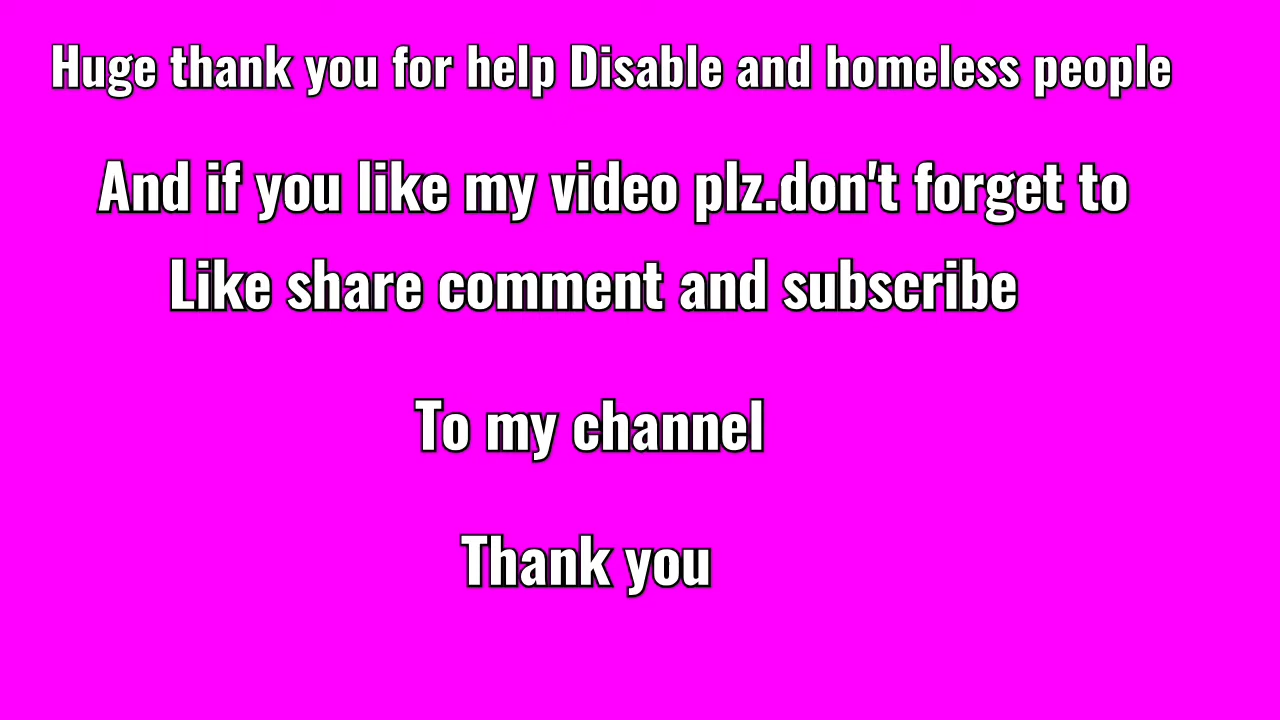 Huge thank you for help Disable and homeless people
And if you like my video plz.don't forget to
Like share comment and subscribe
To my channel
Thank you